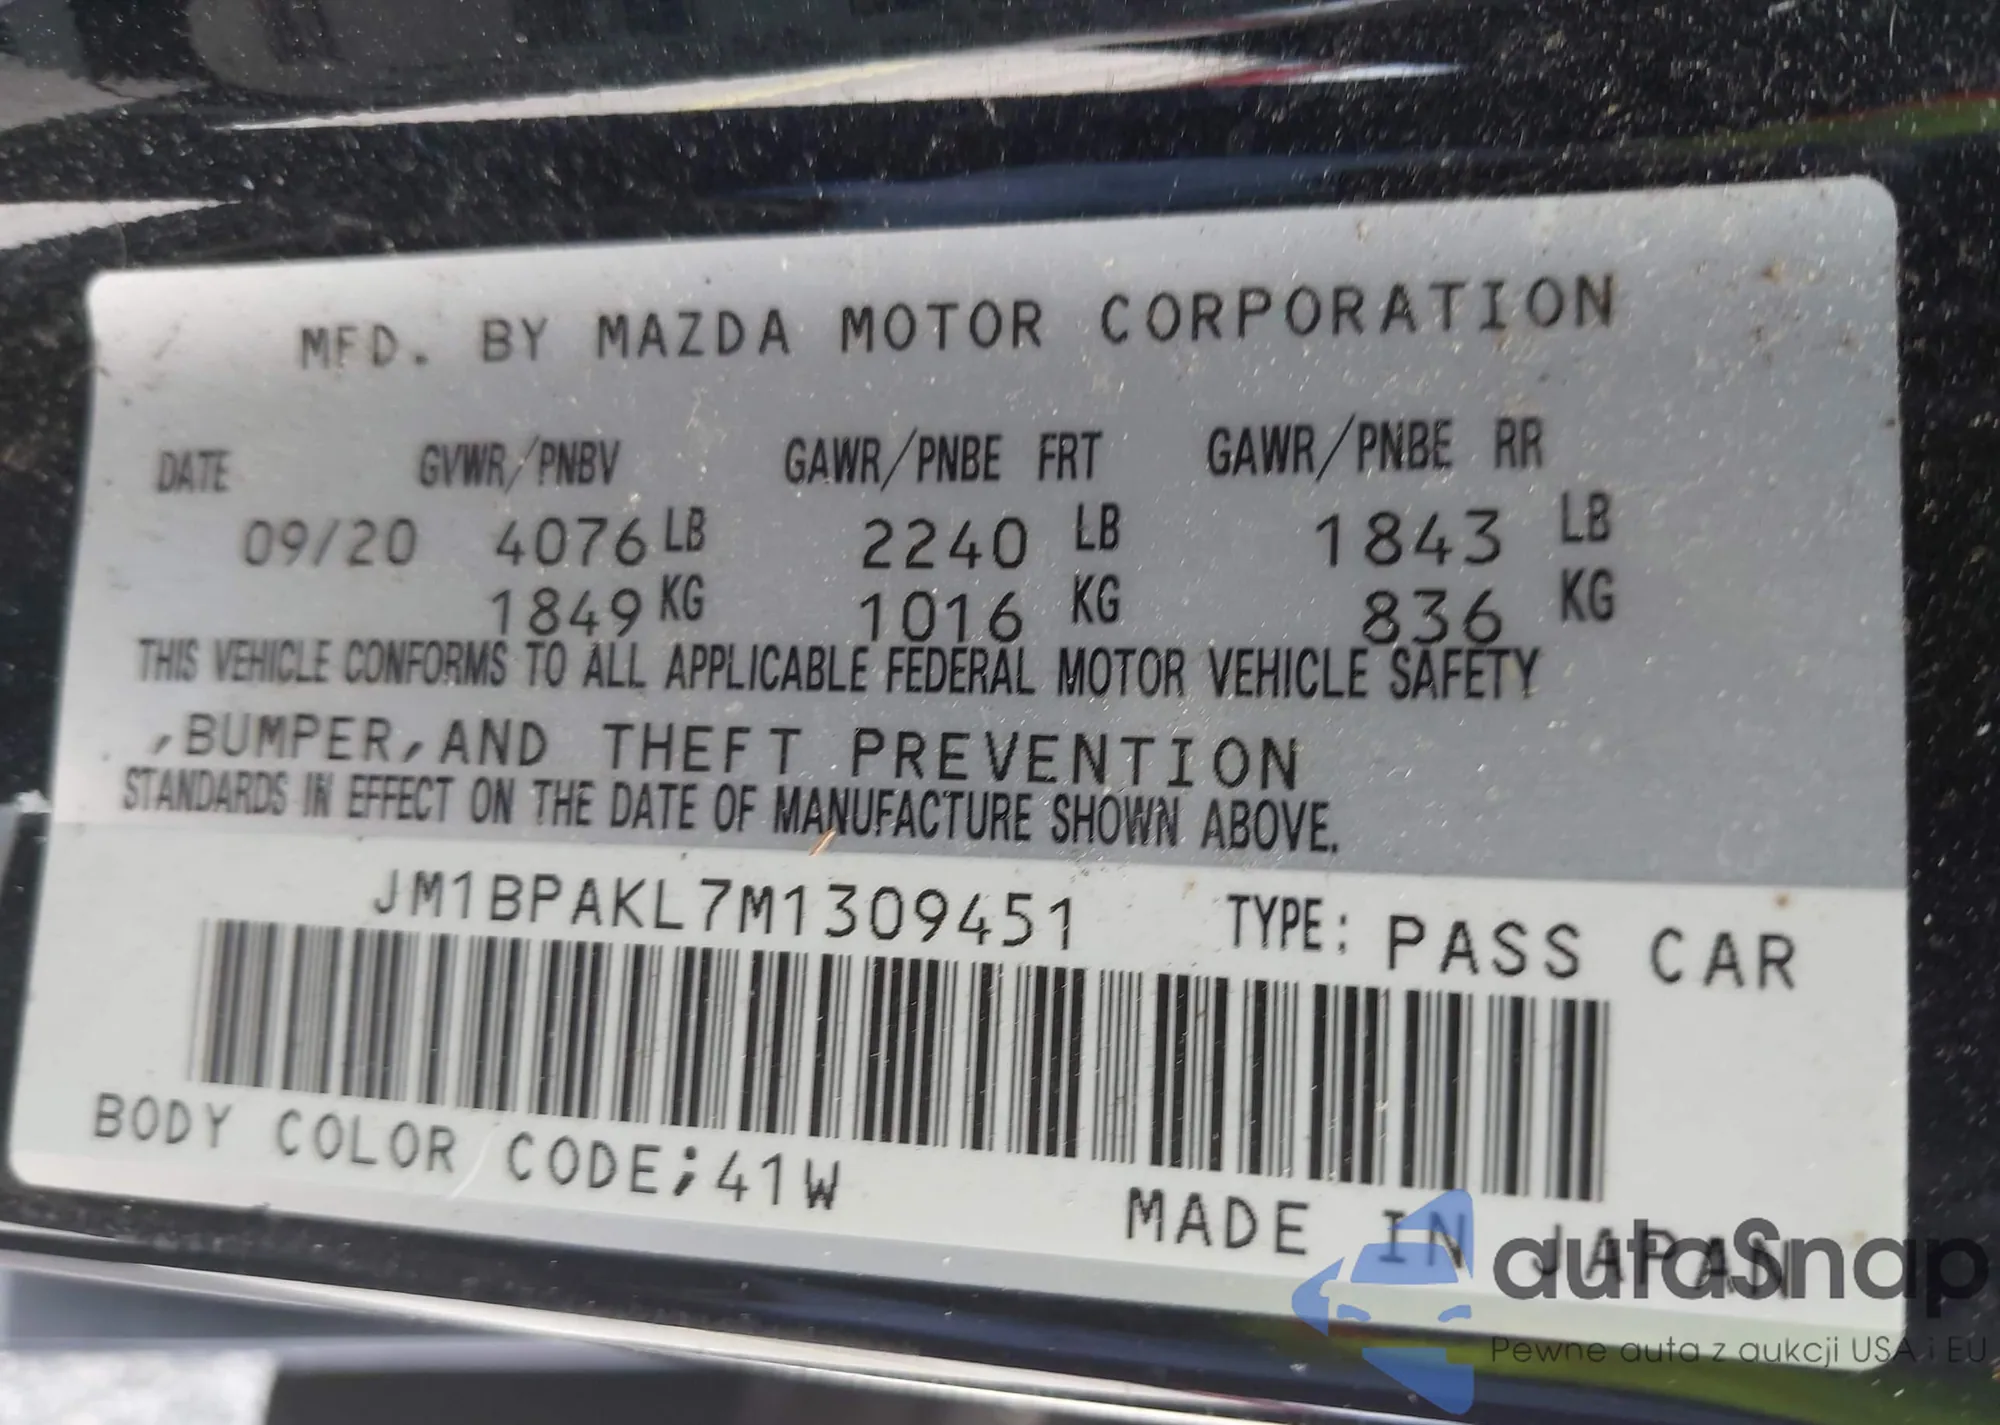 MFD. BY MAZDA MOTOR CORPORATION
DATE GVWR/PNBV GAWR/PNBE FRT GAWR/PNBE RR
09/20 4076 LB 2240 LB 1843 LB
1849 KG 1016 KG 836 KG
THIS VEHICLE CONFORMS TO ALL APPLICABLE FEDERAL MOTOR VEHICLE SAFETY
,BUMPER,AND THEFT PREVENTION
STANDARDS IN EFFECT ON THE DATE OF MANUFACTURE SHOWN ABOVE.
JM1BPAKL7M1309451 TYPE: PASS CAR
BODY COLOR CODE;41W
MADE IN JAPAN
autoSnap
Pewne auta z aukcji USA i EU